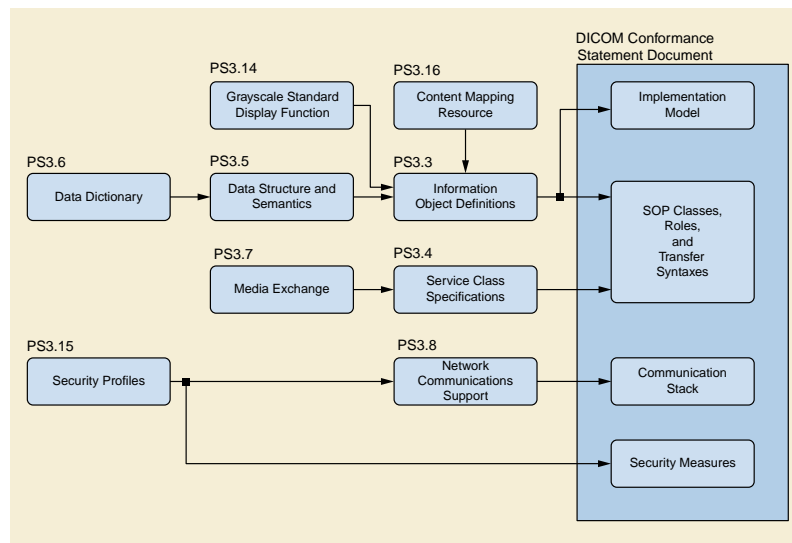 DICOM Conformance
Statement Document
PS3.14
Grayscale Standard
Display Function
PS3.16
Content Mapping
Resource
Implementation
Model
PS3.6
Data Dictionary
PS3.5
Data Structure and
Semantics
PS3.3
Information
Object Definitions
SOP Classes,
Roles,
and
Transfer
Syntaxes
PS3.7
Media Exchange
PS3.4
Service Class
Specifications
PS3.15
Security Profiles
PS3.8
Network
Communications
Support
Communication
Stack
Security Measures